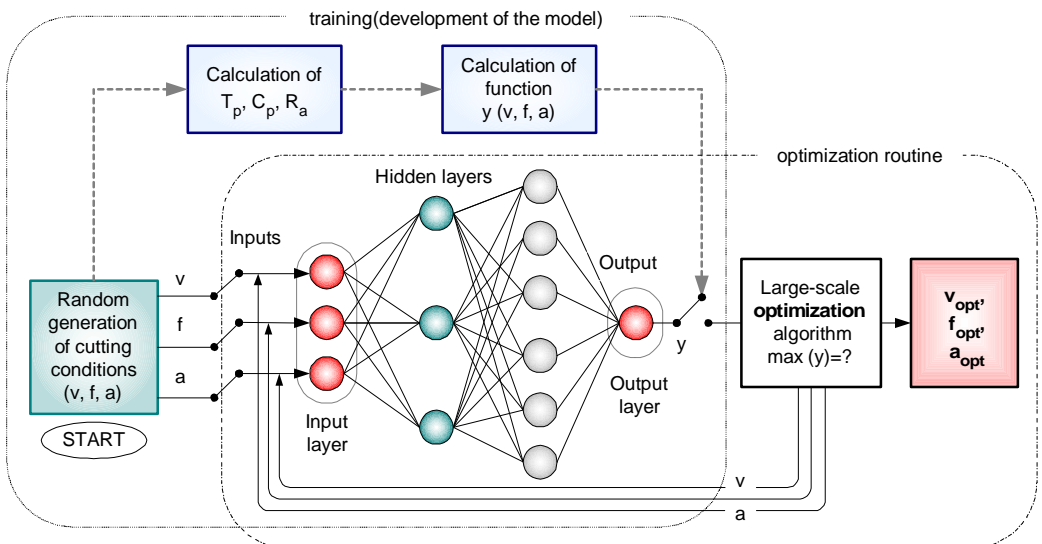 training(development of the model)
Calculation of
Tp, Cp, Ra
Calculation of
function
y (v, f, a)
optimization routine
Hidden layers
Inputs
Output
v
f
a
Random
generation
of cutting
conditions
(v, f, a)
START
Input
layer
y
Output
layer
Large-scale
optimization
algorithm
max (y)=?
vopt,
fopt,
aopt
v
f
a